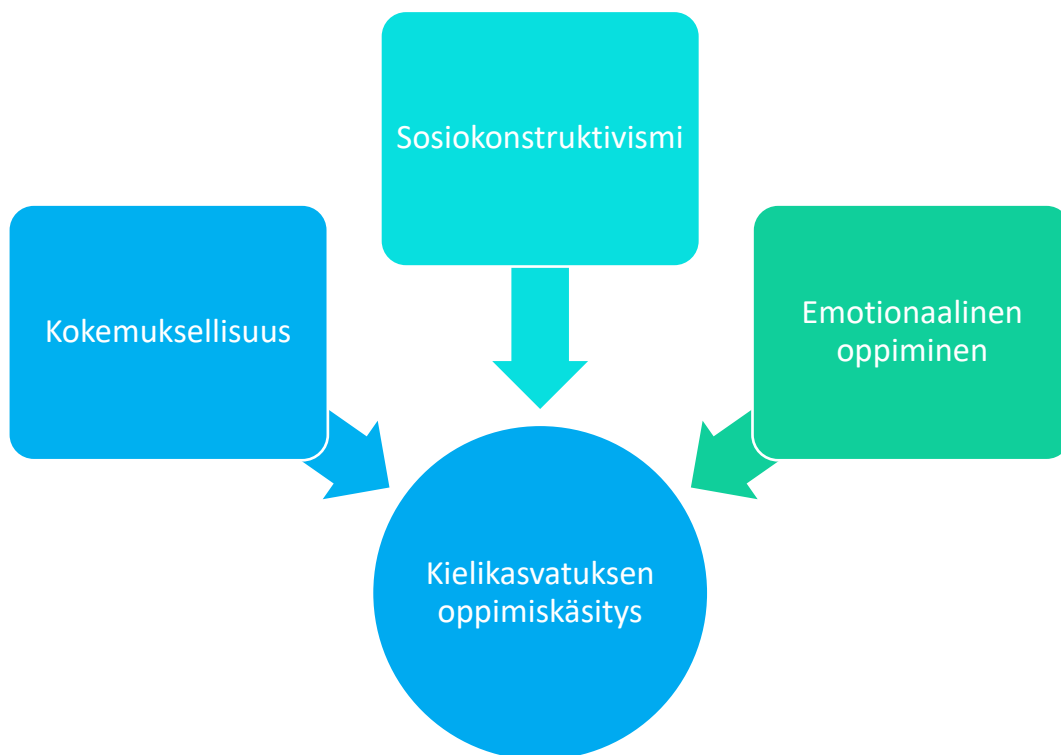 Sosiokonstruktivismi
Kokemuksellisuus
Emotionaalinen
oppiminen
Kielikasvatuksen
oppimiskäsitys